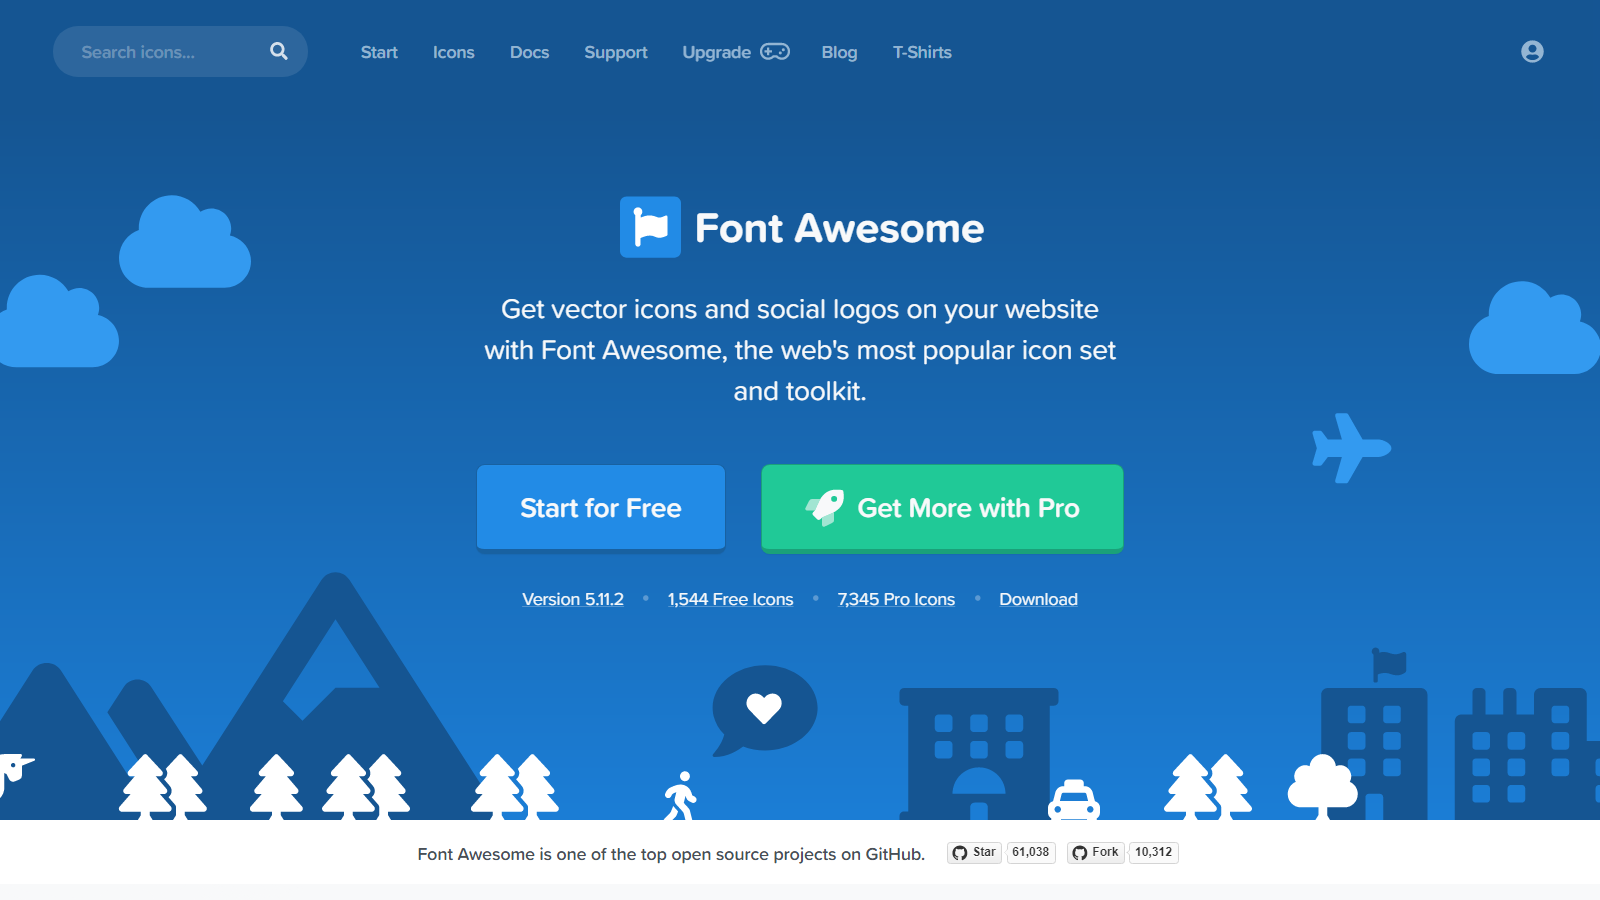 Search icons...
Start
Icons
Docs
Support
Upgrade
Blog
T-Shirts
Font Awesome
Get vector icons and social logos on your website
with Font Awesome, the web's most popular icon set
and toolkit.
Start for Free
Get More with Pro
Version 5.11.2 • 1,544 Free Icons • 7,345 Pro Icons • Download
Font Awesome is one of the top open source projects on GitHub.
Star
61,038
Fork
10,312